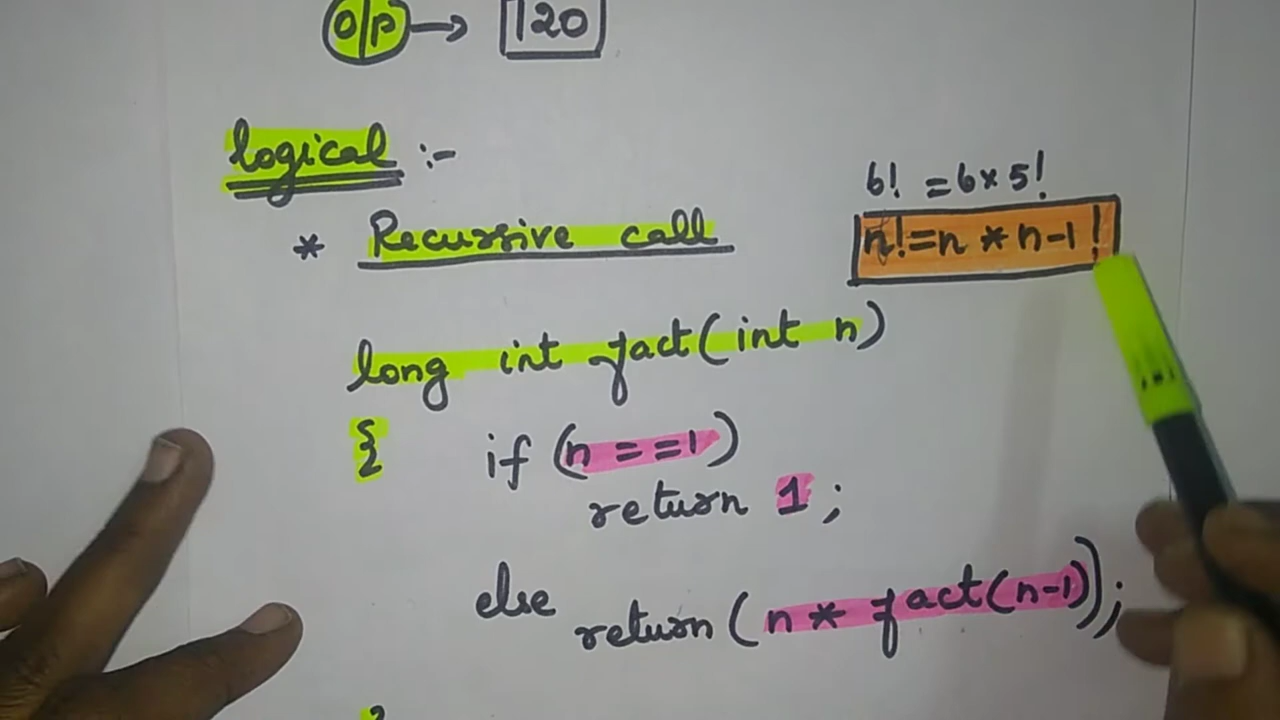 O/P → 120
logical :-
6! = 6 × 5!
* Recursive call
n! = n * n-1 !
long int fact(int n)
{ if (n = = 1)
return 1 ;
else return (n * fact(n-1));